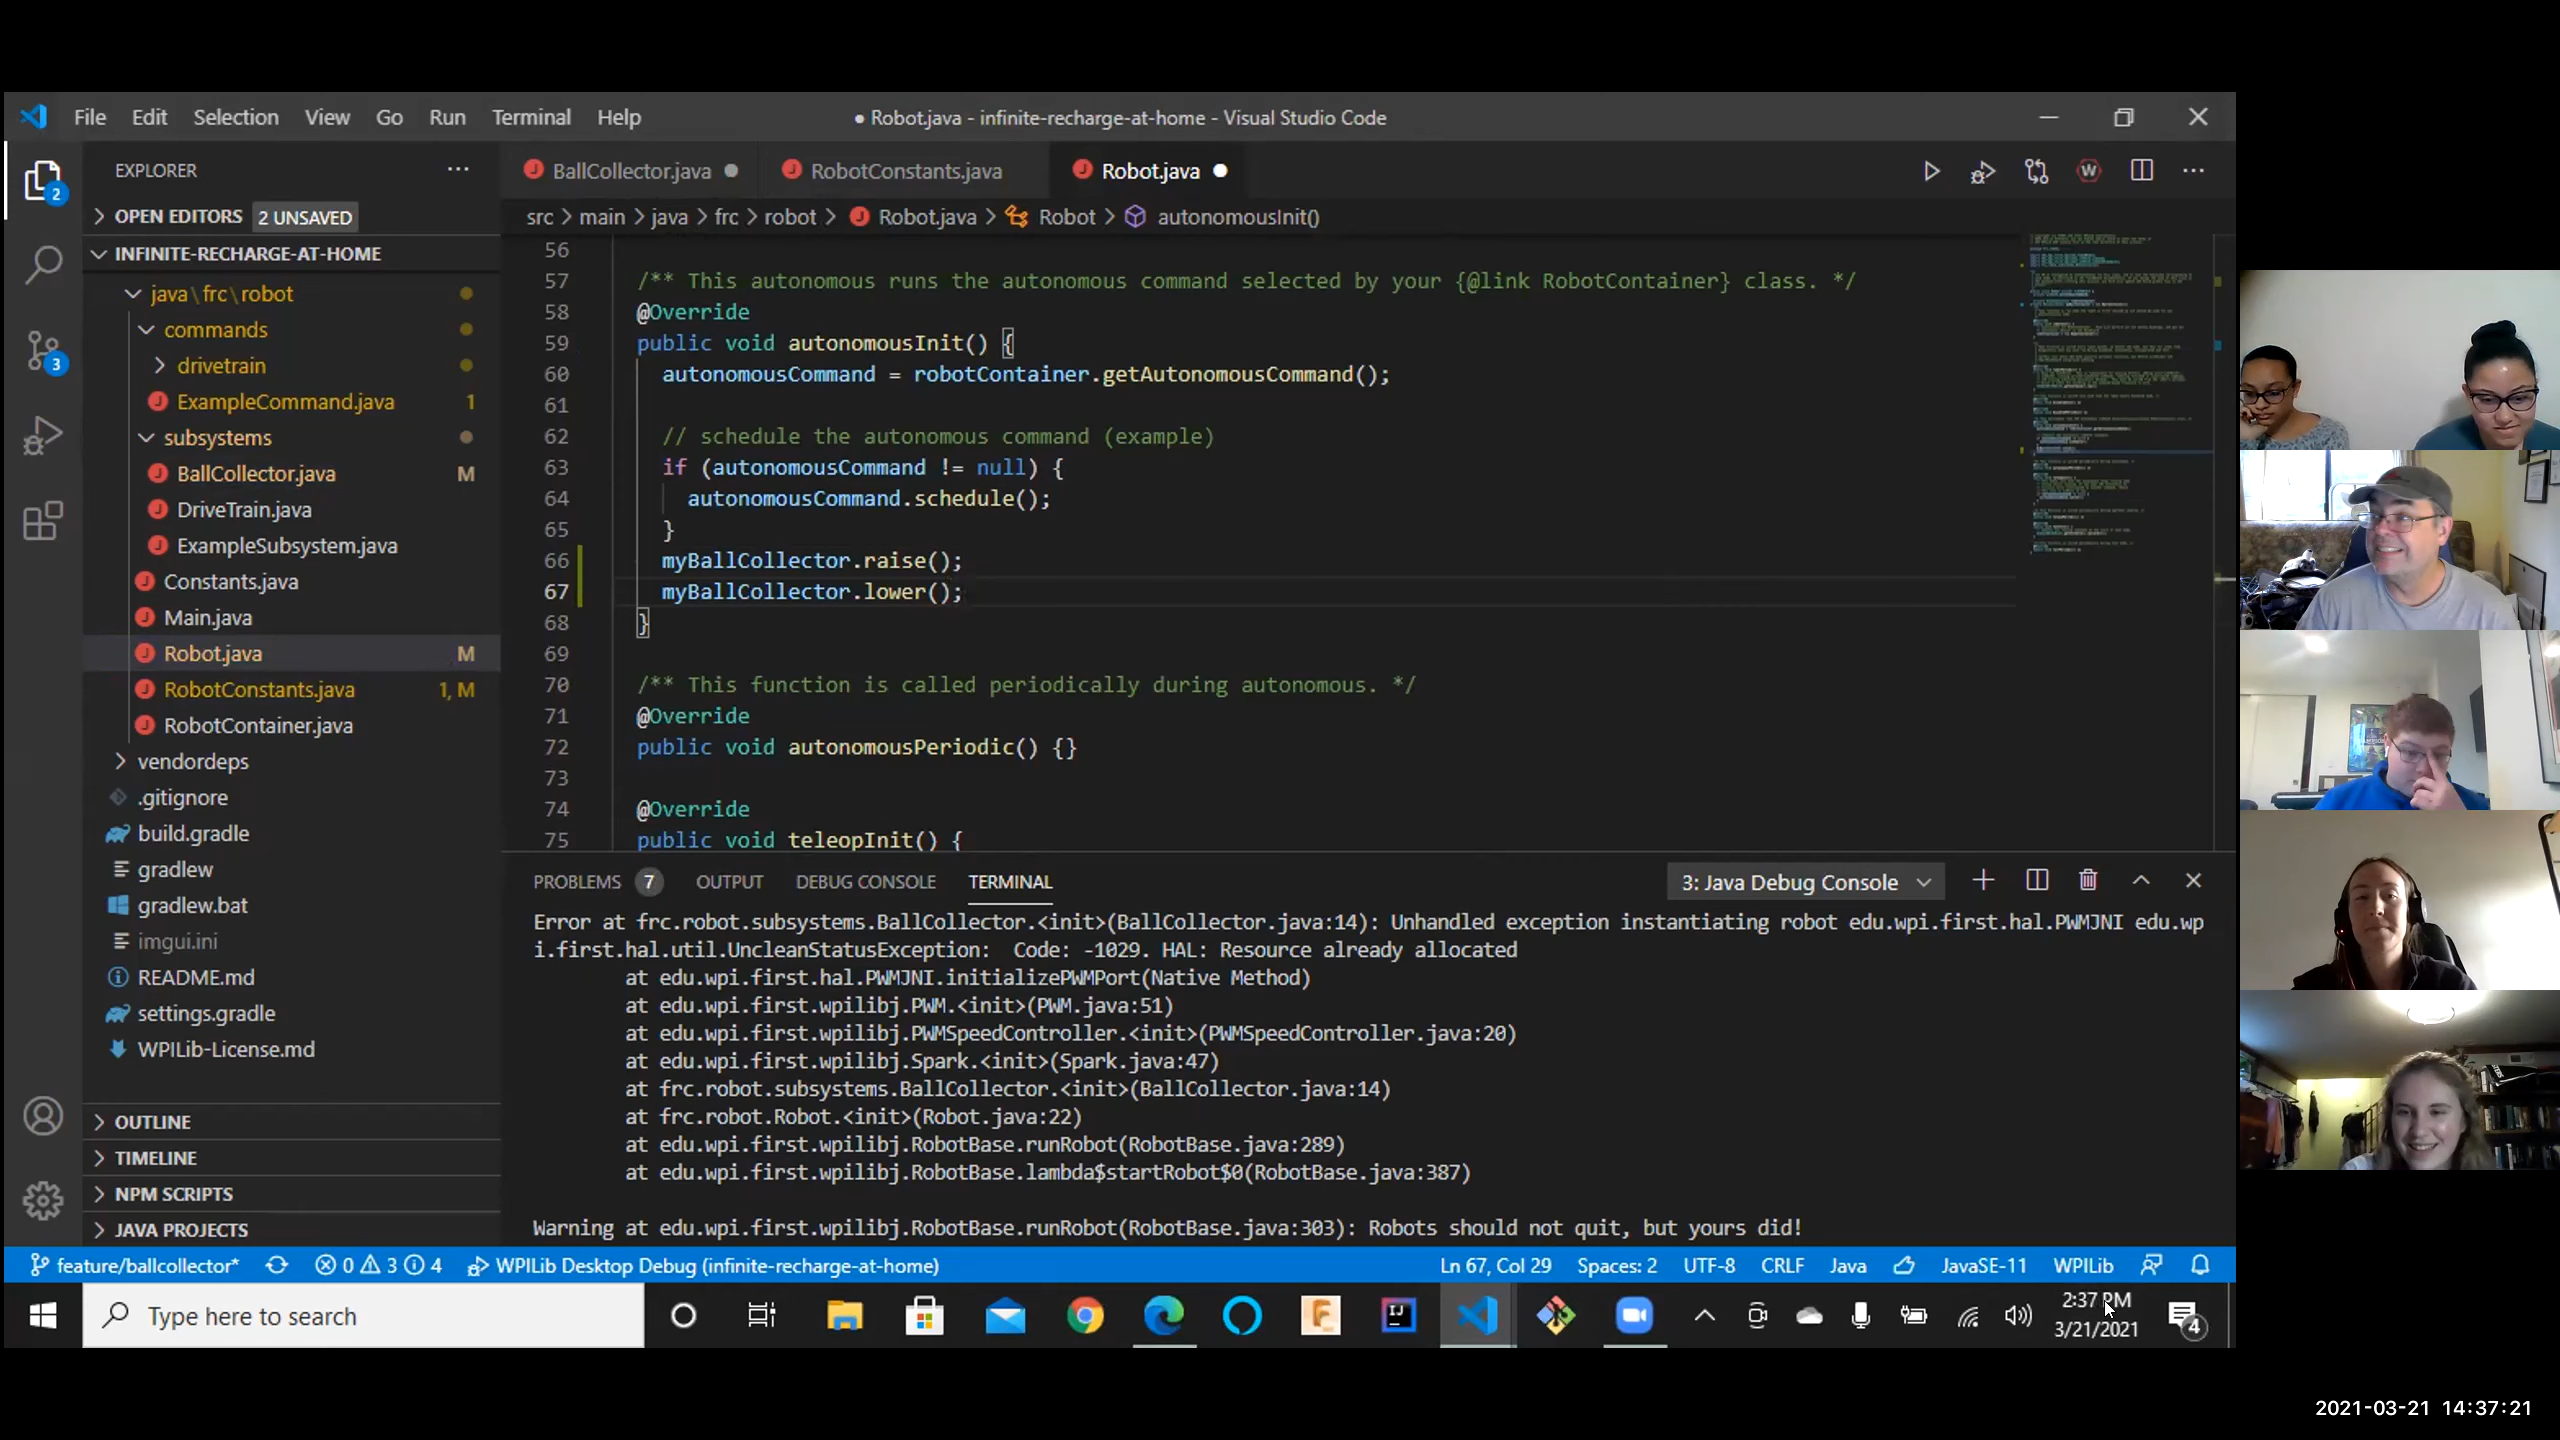 File Edit Selection View Go Run Terminal Help
● Robot.java - infinite-recharge-at-home - Visual Studio Code
EXPLORER
OPEN EDITORS 2 UNSAVED
INFINITE-RECHARGE-AT-HOME
java\frc\robot
commands
drivetrain
ExampleCommand.java 1
subsystems
BallCollector.java M
DriveTrain.java
ExampleSubsystem.java
Constants.java
Main.java
Robot.java M
RobotConstants.java 1, M
RobotContainer.java
vendordeps
.gitignore
build.gradle
gradlew
gradlew.bat
imgui.ini
README.md
settings.gradle
WPILib-License.md
OUTLINE
TIMELINE
NPM SCRIPTS
JAVA PROJECTS
2
3
BallCollector.java RobotConstants.java Robot.java
src > main > java > frc > robot > Robot.java > Robot > autonomousInit()
56
57 /** This autonomous runs the autonomous command selected by your {@link RobotContainer} class. */
58 @Override
59 public void autonomousInit() {
60 autonomousCommand = robotContainer.getAutonomousCommand();
61
62 // schedule the autonomous command (example)
63 if (autonomousCommand != null) {
64 autonomousCommand.schedule();
65 }
66 myBallCollector.raise();
67 myBallCollector.lower();
68 }
69
70 /** This function is called periodically during autonomous. */
71 @Override
72 public void autonomousPeriodic() {}
73
74 @Override
75 public void teleopInit() {
PROBLEMS 7 OUTPUT DEBUG CONSOLE TERMINAL 3: Java Debug Console
Error at frc.robot.subsystems.BallCollector.<init>(BallCollector.java:14): Unhandled exception instantiating robot edu.wpi.first.hal.PWMJNI edu.wp
i.first.hal.util.UncleanStatusException:  Code: -1029. HAL: Resource already allocated
at edu.wpi.first.hal.PWMJNI.initializePWMPort(Native Method)
at edu.wpi.first.wpilibj.PWM.<init>(PWM.java:51)
at edu.wpi.first.wpilibj.PWMSpeedController.<init>(PWMSpeedController.java:20)
at edu.wpi.first.wpilibj.Spark.<init>(Spark.java:47)
at frc.robot.subsystems.BallCollector.<init>(BallCollector.java:14)
at frc.robot.Robot.<init>(Robot.java:22)
at edu.wpi.first.wpilibj.RobotBase.runRobot(RobotBase.java:289)
at edu.wpi.first.wpilibj.RobotBase.lambda$startRobot$0(RobotBase.java:387)
Warning at edu.wpi.first.wpilibj.RobotBase.runRobot(RobotBase.java:303): Robots should not quit, but yours did!
feature/ballcollector* 0 3 4 WPILib Desktop Debug (infinite-recharge-at-home) Ln 67, Col 29 Spaces: 2 UTF-8 CRLF Java JavaSE-11 WPILib
Type here to search
2:37 PM
3/21/2021
4
2021-03-21 14:37:21